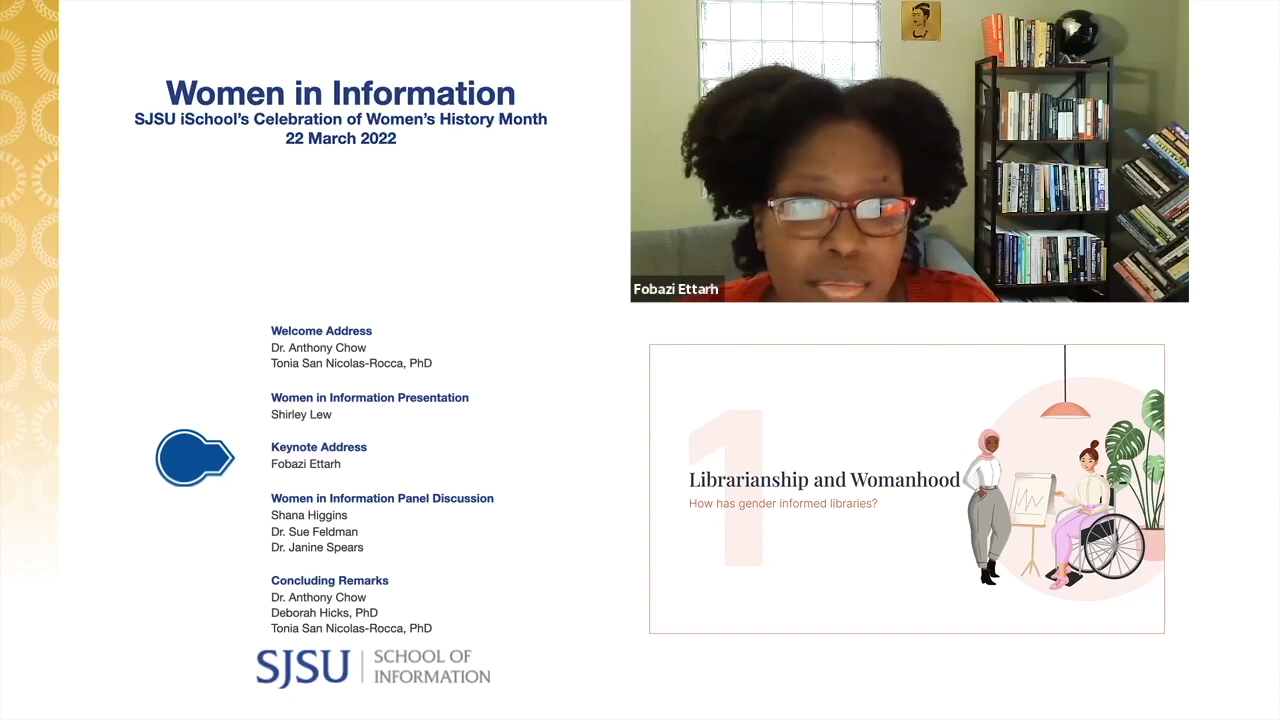 Women in Information
SJSU iSchool's Celebration of Women's History Month
22 March 2022
Fobazi Ettarh
Welcome Address
Dr. Anthony Chow
Tonia San Nicolas-Rocca, PhD
Women in Information Presentation
Shirley Lew
Keynote Address
Fobazi Ettarh
Women in Information Panel Discussion
Shana Higgins
Dr. Sue Feldman
Dr. Janine Spears
Concluding Remarks
Dr. Anthony Chow
Deborah Hicks, PhD
Tonia San Nicolas-Rocca, PhD
SJSU SCHOOL OF
INFORMATION
1
Librarianship and Womanhood
How has gender informed libraries?